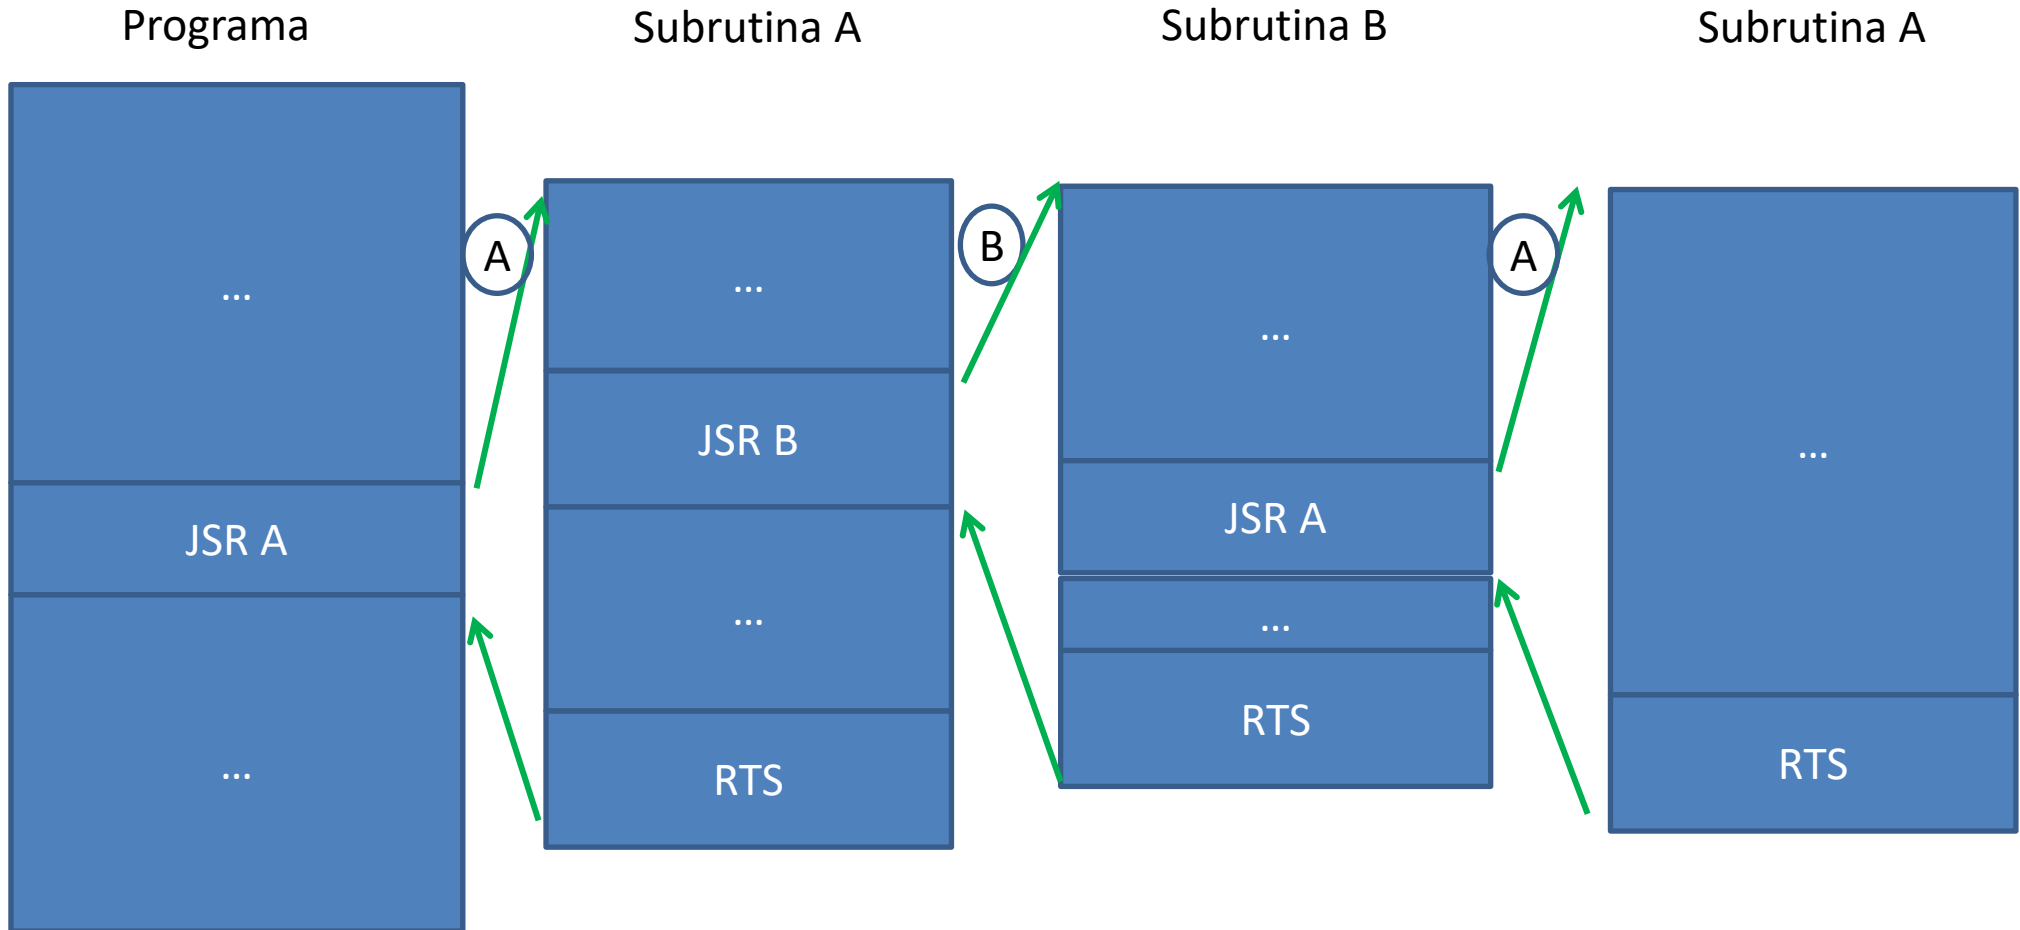 Programa
Subrutina A
Subrutina B
Subrutina A
...
JSR A
...
A
...
JSR B
...
RTS
B
...
JSR A
...
RTS
A
...
RTS